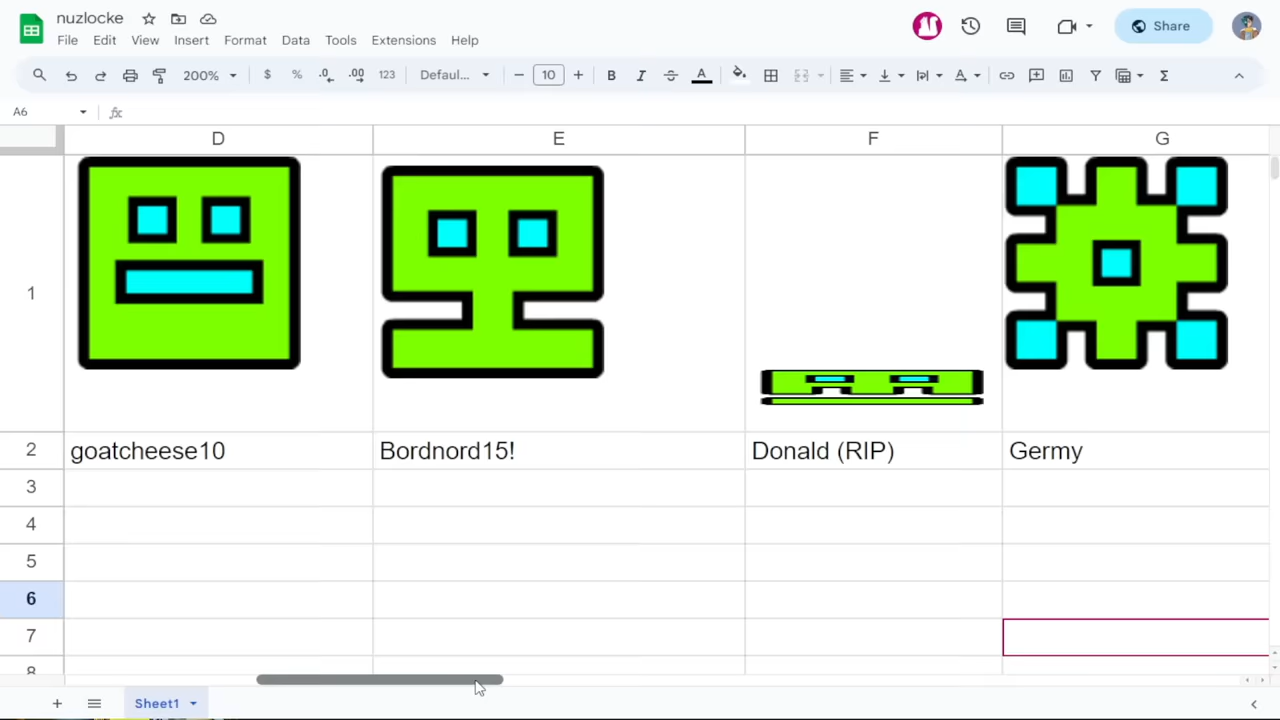 nuzlocke
File Edit View Insert Format Data Tools Extensions Help
Share
200% $ % .0 .00 123 Defaul... − 10 + B I S A Σ
A6 fx
D E F G
1
2 goatcheese10 Bordnord15! Donald (RIP) Germy
3
4
5
6
7
8
+ Sheet1